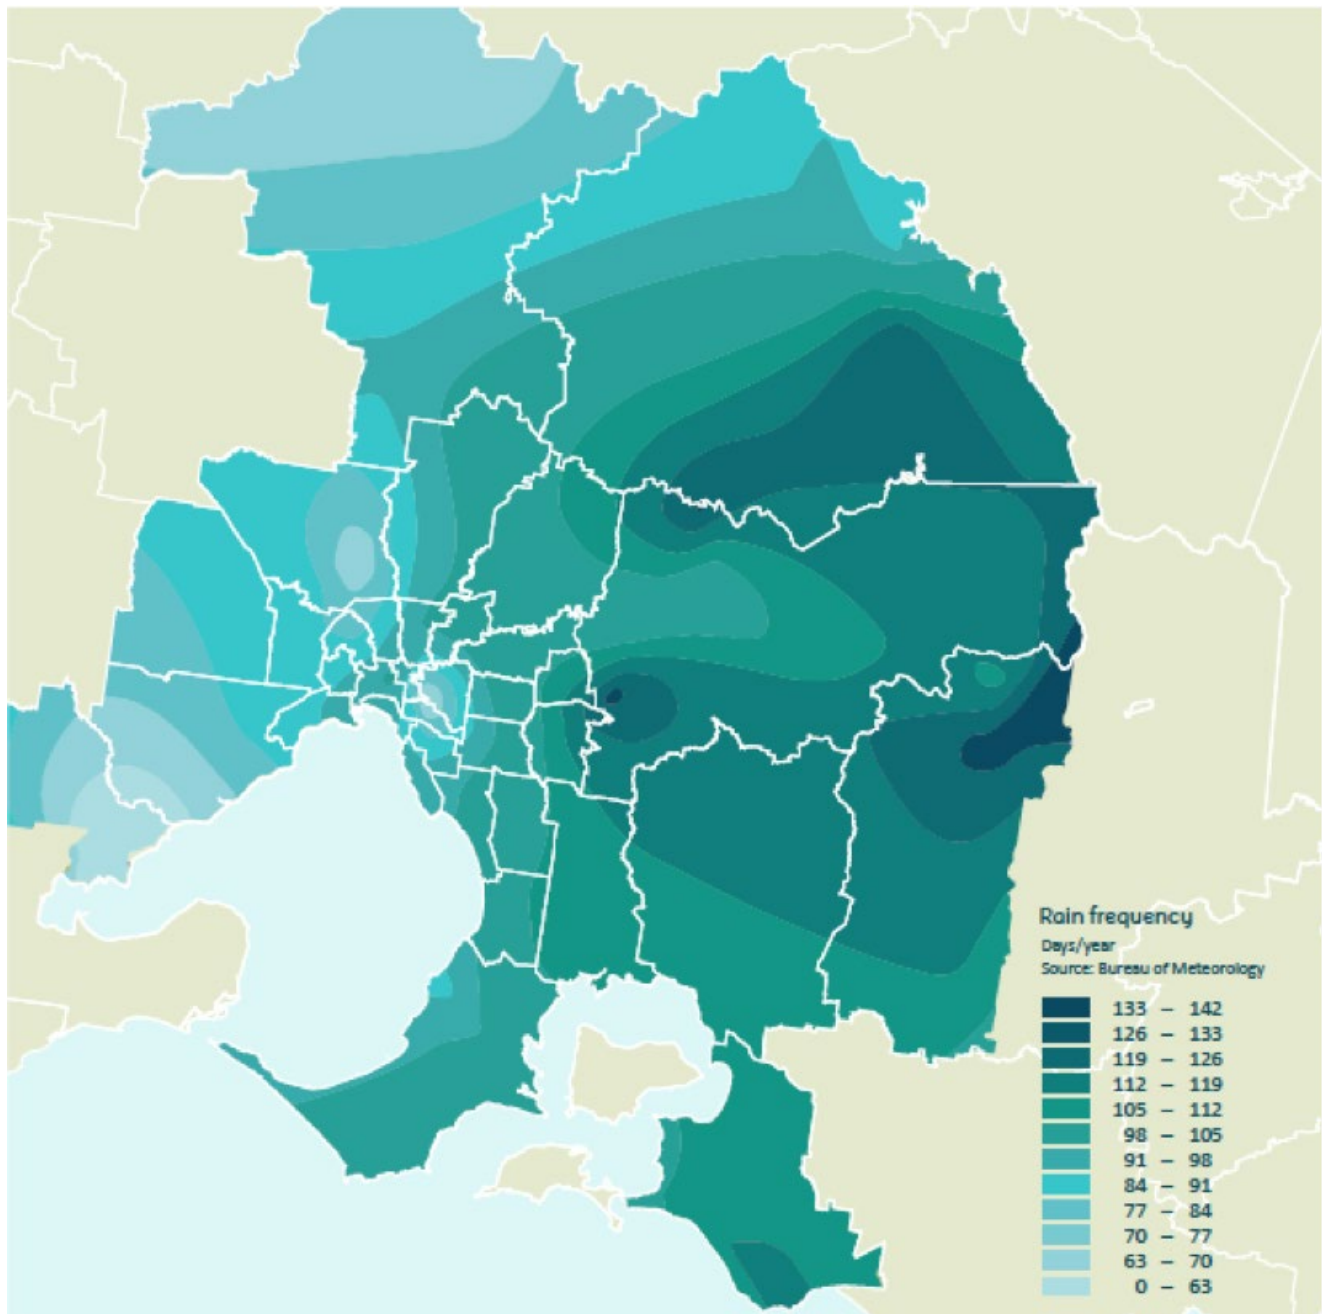 Rain frequency
Days/year
Source: Bureau of Meteorology
133 – 142
126 – 133
119 – 126
112 – 119
105 – 112
98 – 105
91 – 98
84 – 91
77 – 84
70 – 77
63 – 70
0 – 63